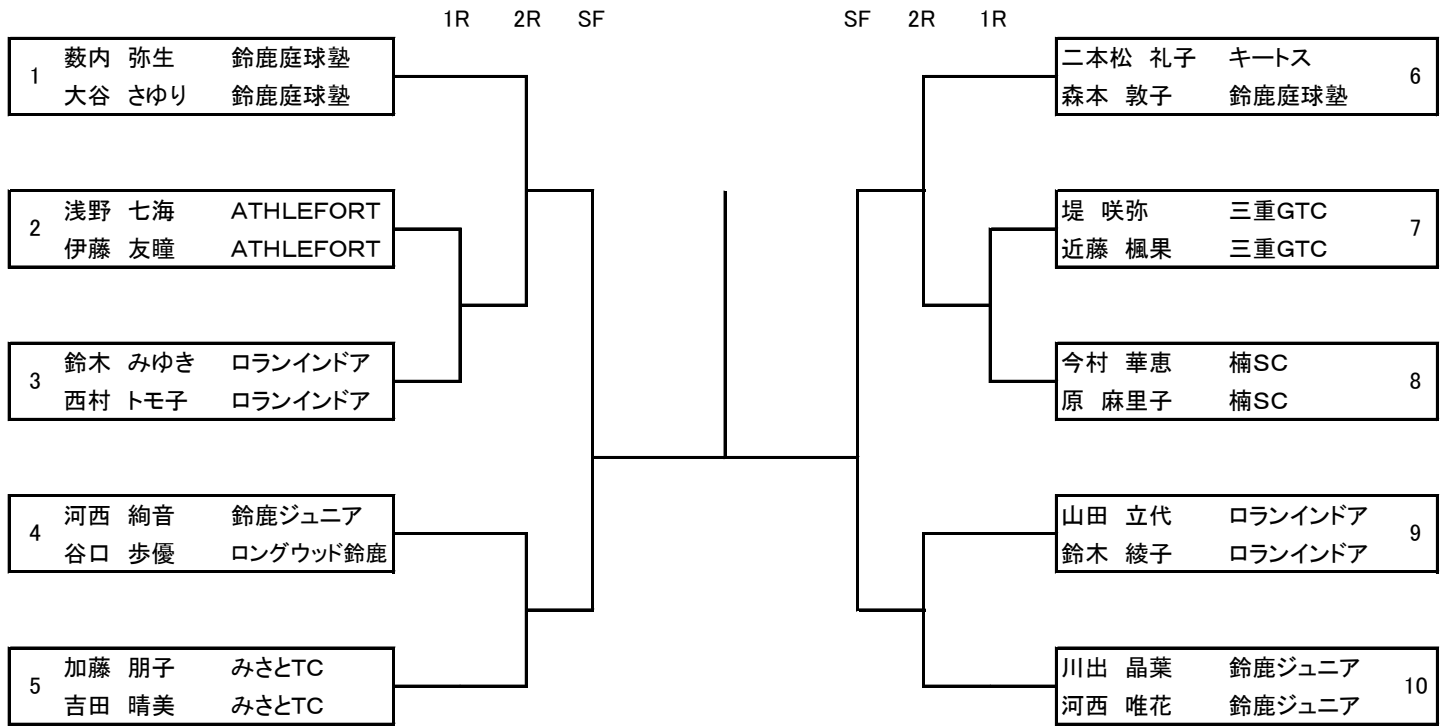 1R 2R SF SF 2R 1R
1 薮内 弥生 鈴鹿庭球塾
大谷 さゆり 鈴鹿庭球塾
二本松 礼子 キートス 6
森本 敦子 鈴鹿庭球塾
2 浅野 七海 ATHLEFORT
伊藤 友瞳 ATHLEFORT
堤 咲弥 三重GTC 7
近藤 楓果 三重GTC
3 鈴木 みゆき ロランインドア
西村 トモ子 ロランインドア
今村 華恵 楠SC 8
原 麻里子 楠SC
4 河西 絢音 鈴鹿ジュニア
谷口 歩優 ロングウッド鈴鹿
山田 立代 ロランインドア 9
鈴木 綾子 ロランインドア
5 加藤 朋子 みさとTC
吉田 晴美 みさとTC
川出 晶葉 鈴鹿ジュニア 10
河西 唯花 鈴鹿ジュニア